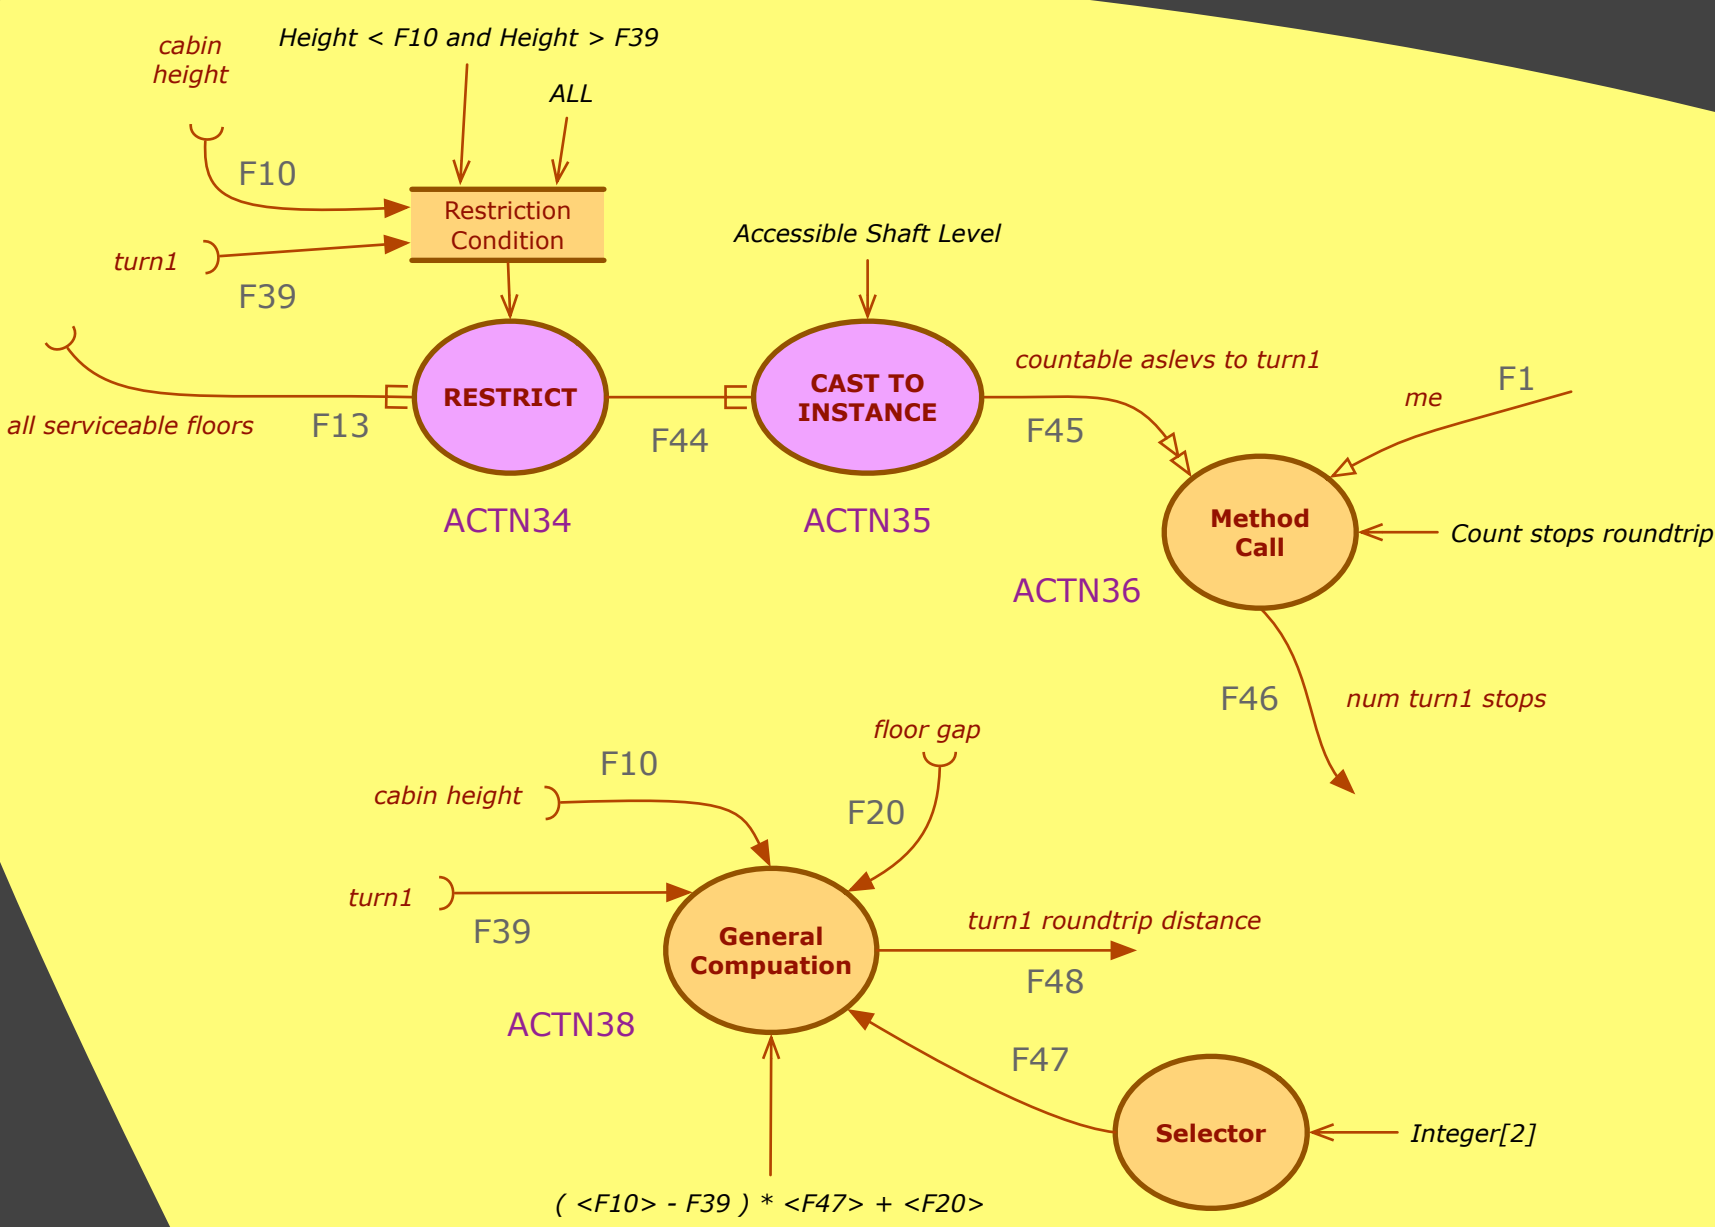 cabin
height
Height < F10 and Height > F39
ALL
F10
Restriction
Condition
turn1
F39
Accessible Shaft Level
RESTRICT
CAST TO
INSTANCE
countable aslevs to turn1
F1
me
all serviceable floors
F13
F44
F45
ACTN34
ACTN35
Method
Call
Count stops roundtrip
ACTN36
F46
num turn1 stops
floor gap
F10
cabin height
F20
turn1
F39
General
Compuation
turn1 roundtrip distance
F48
ACTN38
F47
Selector
Integer[2]
( <F10> - F39 ) * <F47> + <F20>